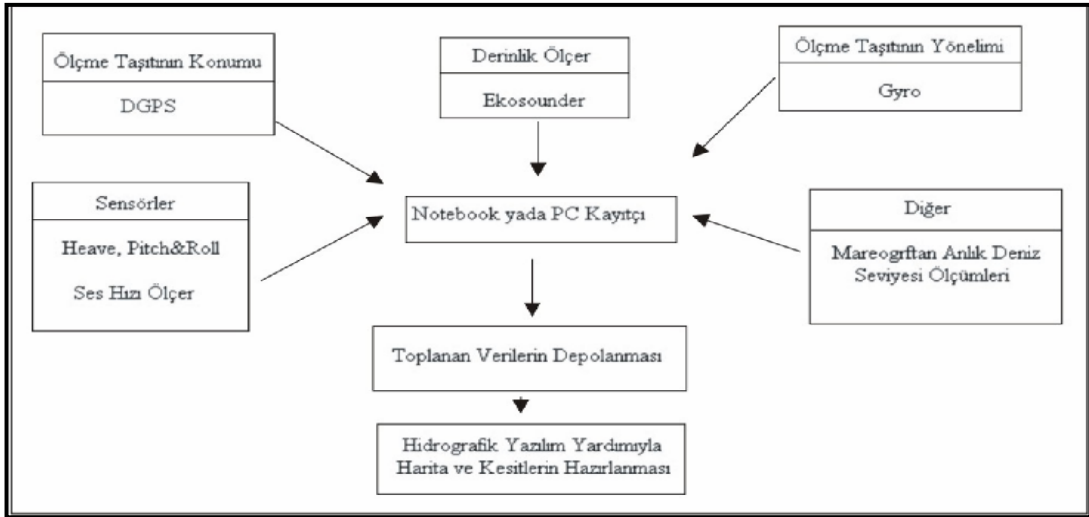 Ölçme Taşıtının Konumu
DGPS
Derinlik Ölçer
Ekosounder
Ölçme Taşıtının Yönelimi
Gyro
Sensörler
Heave, Pitch&Roll
Ses Hızı Ölçer
Notebook yada PC Kayıtçı
Diğer
Mareogrftan Anlık Deniz
Seviyesi Ölçümleri
Toplanan Verilerin Depolanması
Hidrografik Yazılım Yardımıyla
Harita ve Kesitlerin Hazırlanması